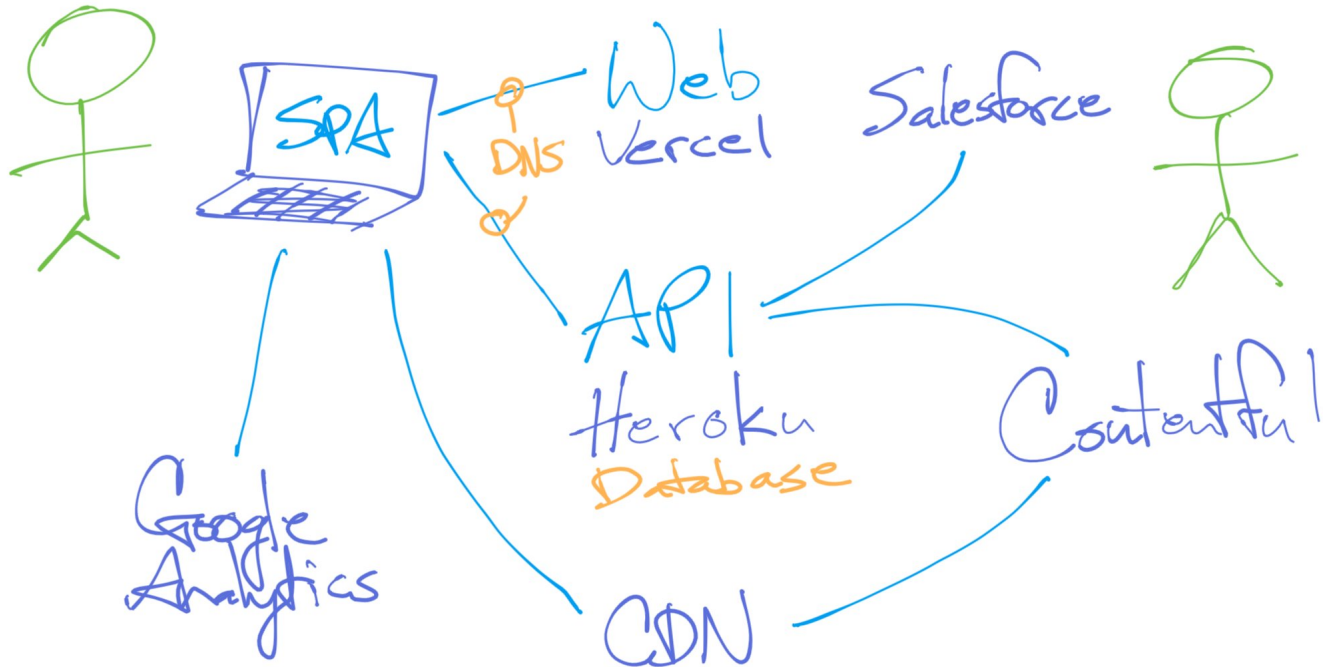 SPA
Web
Vercel
DNS
Salesforce
API
Heroku
Database
Contentful
Google
Analytics
CDN